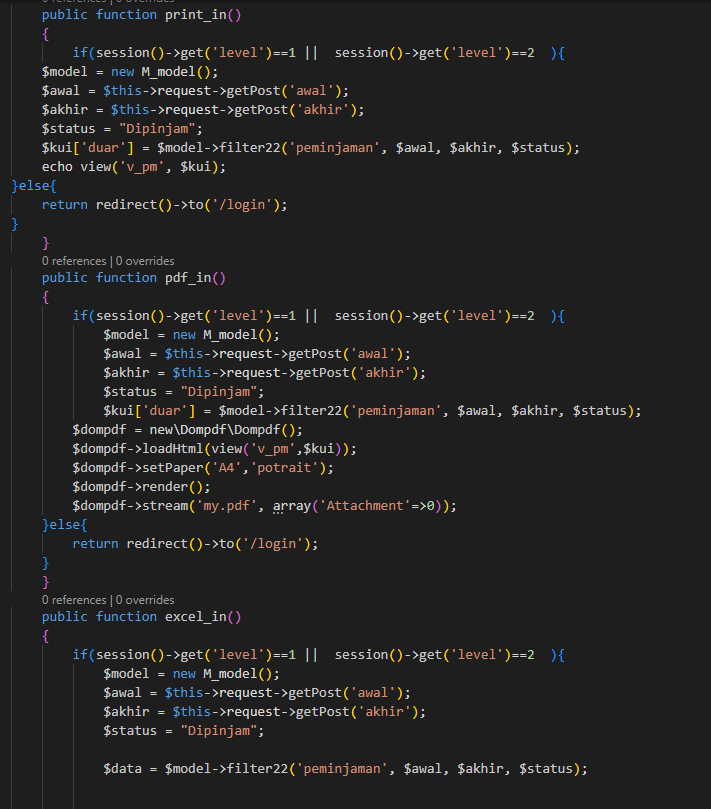 0 references | 0 overrides
public function print_in()
{
if(session()->get('level')==1 ||  session()->get('level')==2  ){
$model = new M_model();
$awal = $this->request->getPost('awal');
$akhir = $this->request->getPost('akhir');
$status = "Dipinjam";
$kui['duar'] = $model->filter22('peminjaman', $awal, $akhir, $status);
echo view('v_pm', $kui);
}else{
return redirect()->to('/login');
}
}
0 references | 0 overrides
public function pdf_in()
{
if(session()->get('level')==1 ||  session()->get('level')==2  ){
$model = new M_model();
$awal = $this->request->getPost('awal');
$akhir = $this->request->getPost('akhir');
$status = "Dipinjam";
$kui['duar'] = $model->filter22('peminjaman', $awal, $akhir, $status);
$dompdf = new\Dompdf\Dompdf();
$dompdf->loadHtml(view('v_pm',$kui));
$dompdf->setPaper('A4','potrait');
$dompdf->render();
$dompdf->stream('my.pdf', array('Attachment'=>0));
}else{
return redirect()->to('/login');
}
}
0 references | 0 overrides
public function excel_in()
{
if(session()->get('level')==1 ||  session()->get('level')==2  ){
$model = new M_model();
$awal = $this->request->getPost('awal');
$akhir = $this->request->getPost('akhir');
$status = "Dipinjam";
$data = $model->filter22('peminjaman', $awal, $akhir, $status);